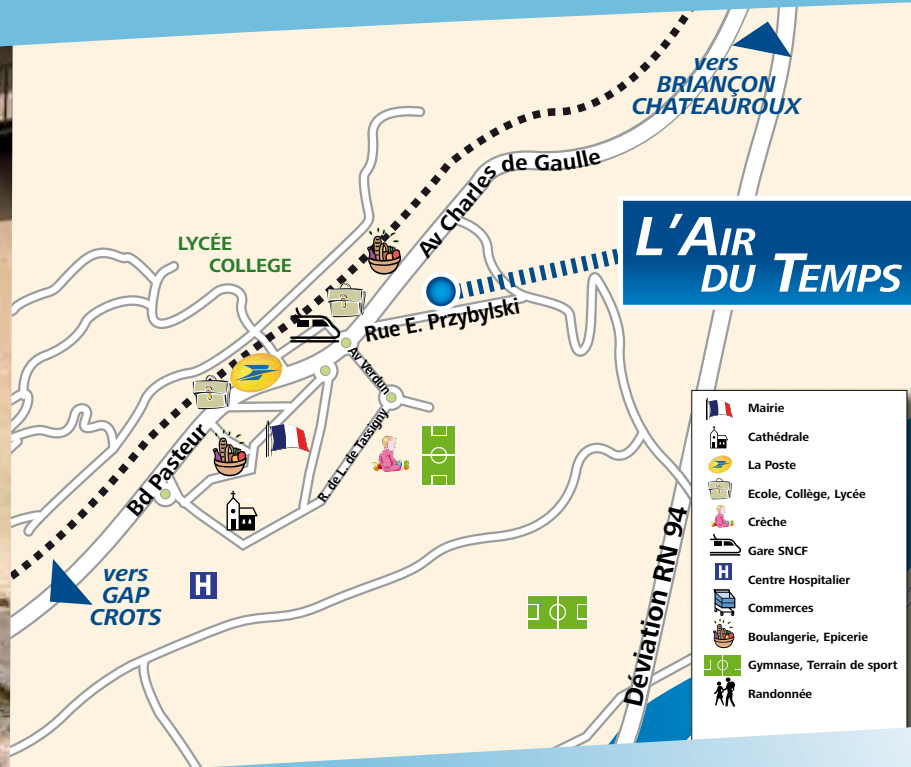 vers
BRIANÇON
CHATEAUROUX
Av Charles de Gaulle
L'AIR
DU TEMPS
LYCÉE
COLLEGE
Rue E. Przybylski
Av Verdun
R. de L. de Tassigny
Bd Pasteur
vers
GAP
CROTS
H
Déviation RN 94
Mairie
Cathédrale
La Poste
Ecole, Collège, Lycée
Crèche
Gare SNCF
H Centre Hospitalier
Commerces
Boulangerie, Epicerie
Gymnase, Terrain de sport
Randonnée